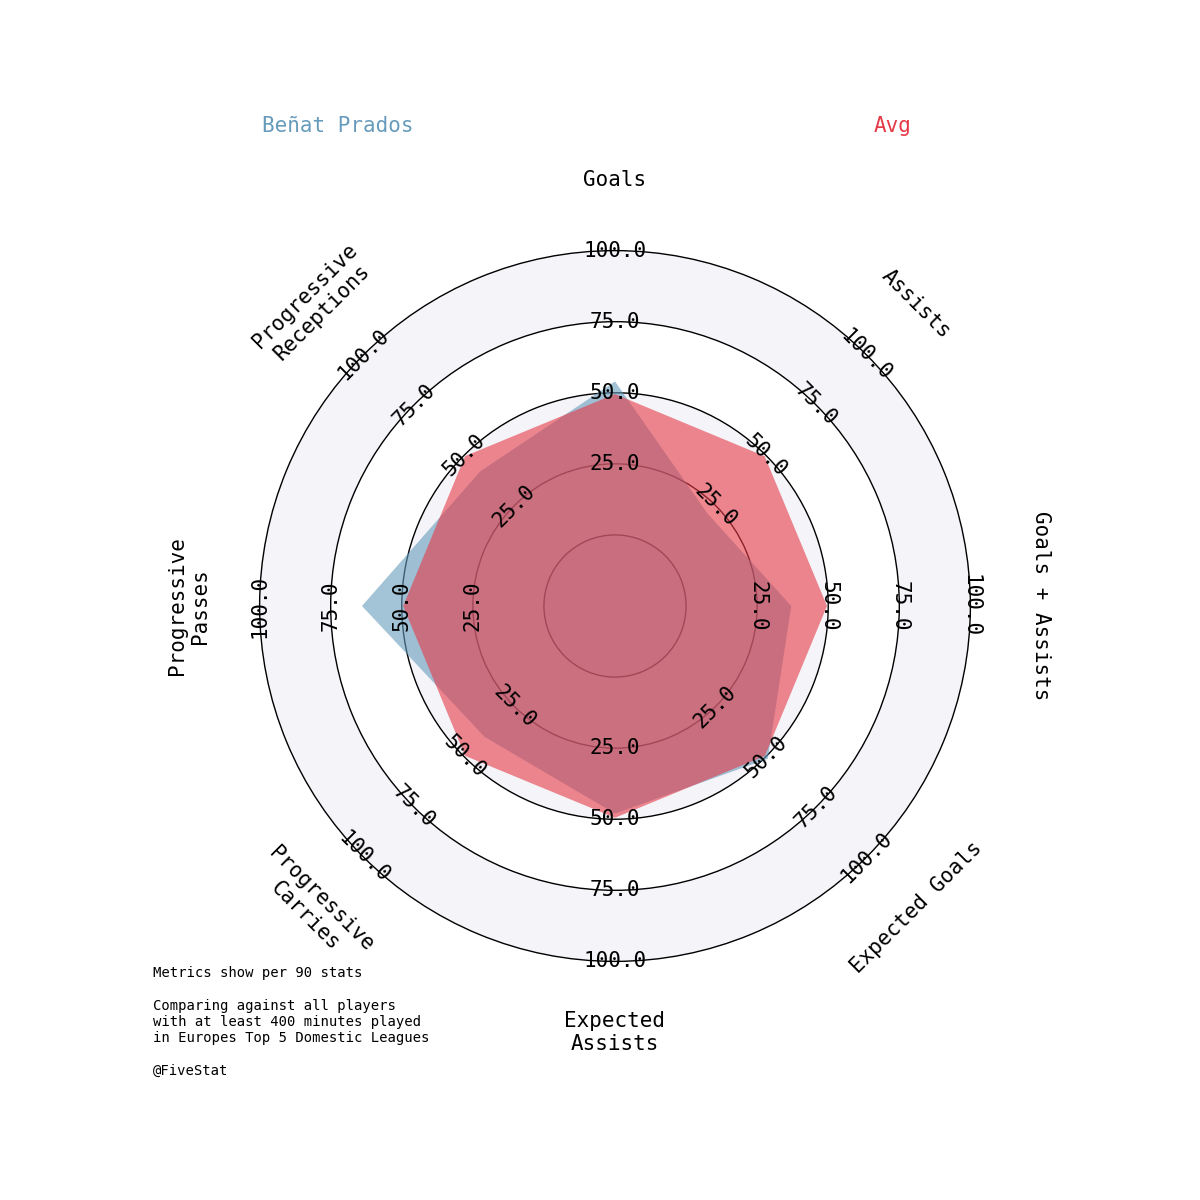 Beñat Prados
Avg
Goals
Assists
Goals + Assists
Expected Goals
Expected
Assists
Progressive
Carries
Progressive
Passes
Progressive
Receptions
100.0
75.0
50.0
25.0
100.0
75.0
50.0
25.0
100.0
75.0
50.0
25.0
100.0
75.0
50.0
25.0
100.0
75.0
50.0
25.0
100.0
75.0
50.0
25.0
100.0
75.0
50.0
25.0
100.0
75.0
50.0
25.0
Metrics show per 90 stats
Comparing against all players
with at least 400 minutes played
in Europes Top 5 Domestic Leagues
@FiveStat